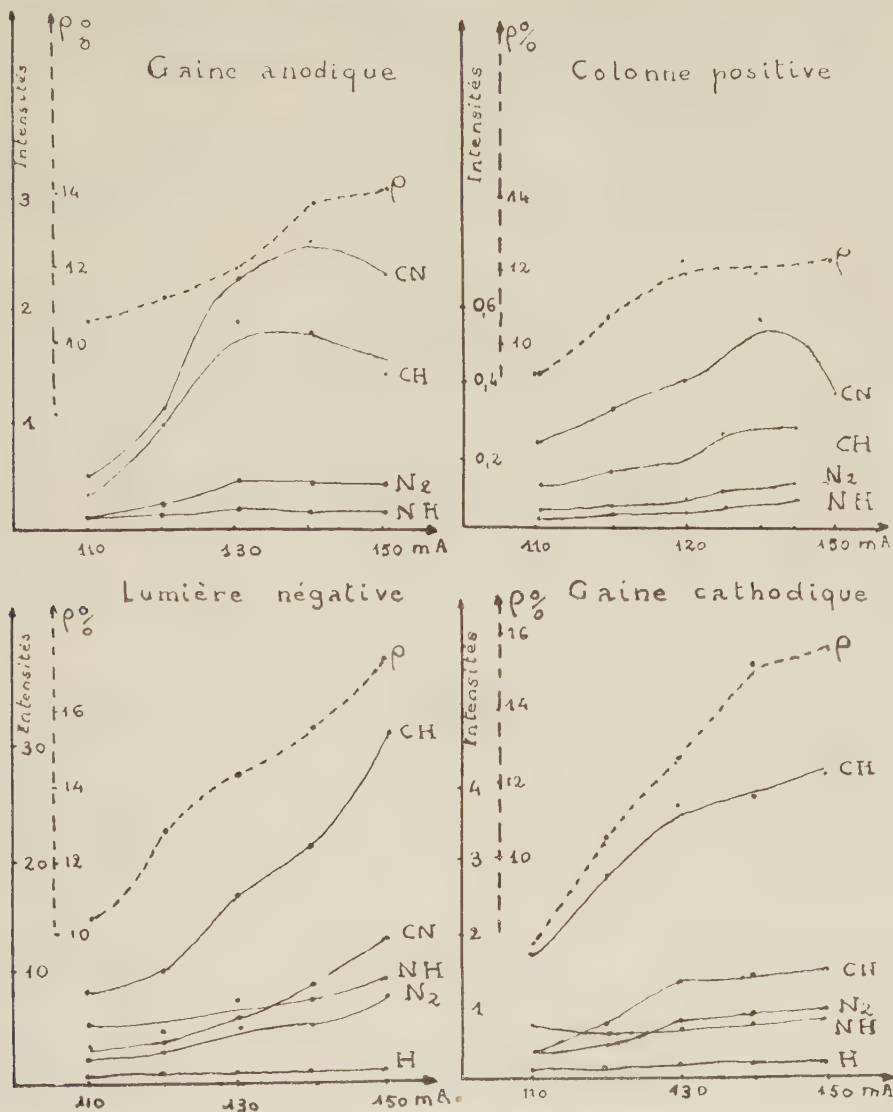 Gaine anodique
Intensités
ρ%
3
2
1
14
12
10
ρ
CN
CH
N2
NH
110
130
150 mA
Colonne positive
Intensités
ρ%
0,6
0,4
0,2
14
12
10
ρ
CN
CH
N2
NH
110
120
130 mA
Lumière négative
Intensités
ρ%
30
20
10
16
14
12
10
ρ
CH
CN
NH
N2
H
110
130
150 mA
Gaine cathodique
Intensités
ρ%
4
3
2
1
16
14
12
10
ρ
CH
CN
N2
NH
H
110
130
150 mA